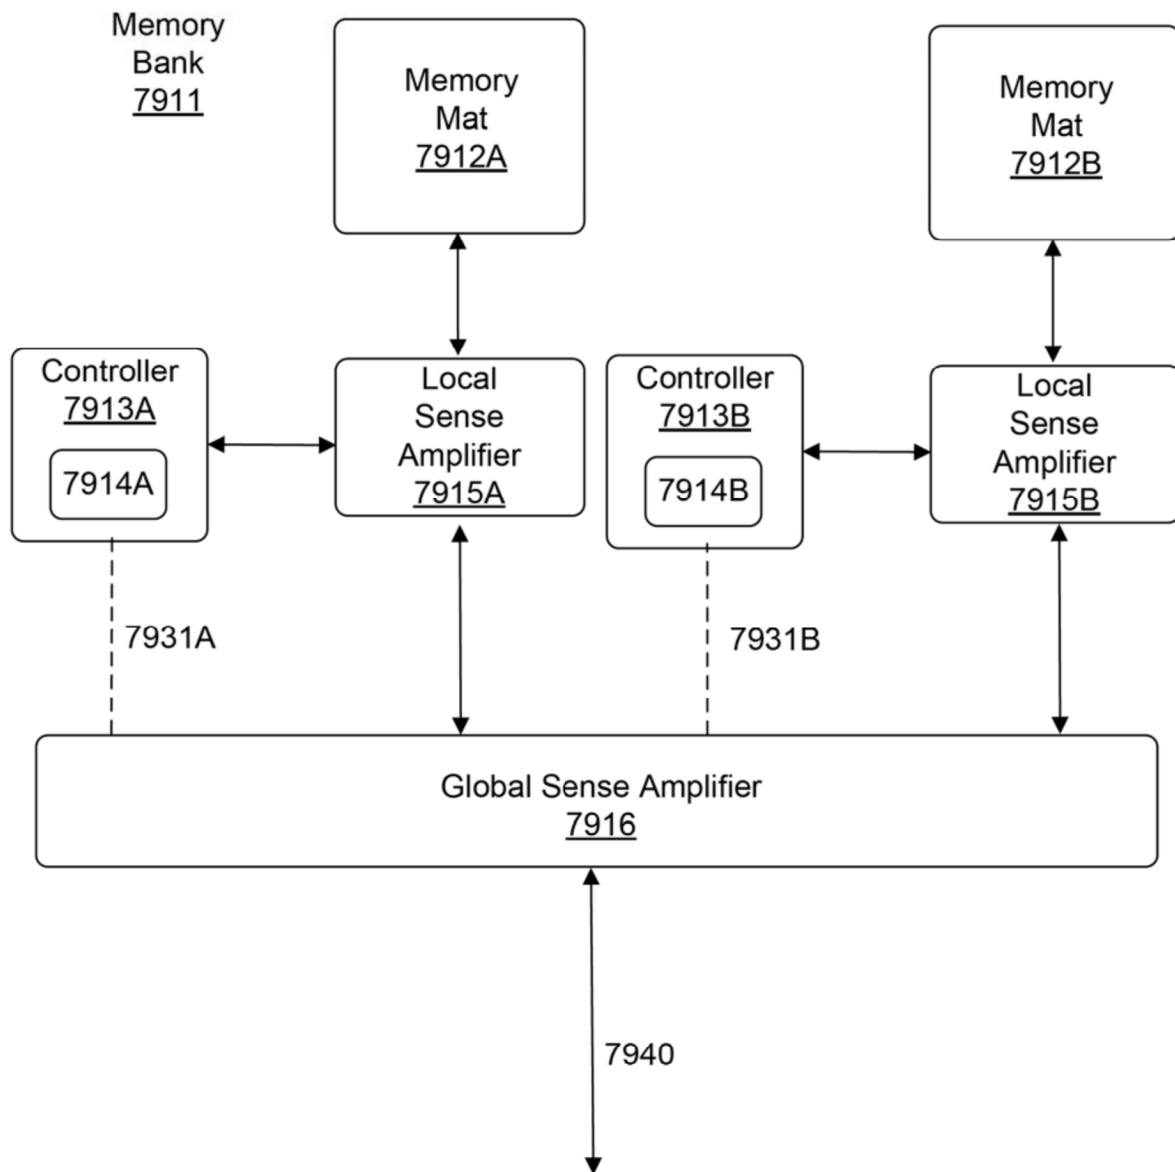 Memory
Bank
7911
Memory
Mat
7912A
Memory
Mat
7912B
Controller
7913A
7914A
Local
Sense
Amplifier
7915A
Controller
7913B
7914B
Local
Sense
Amplifier
7915B
7931A
7931B
Global Sense Amplifier
7916
7940